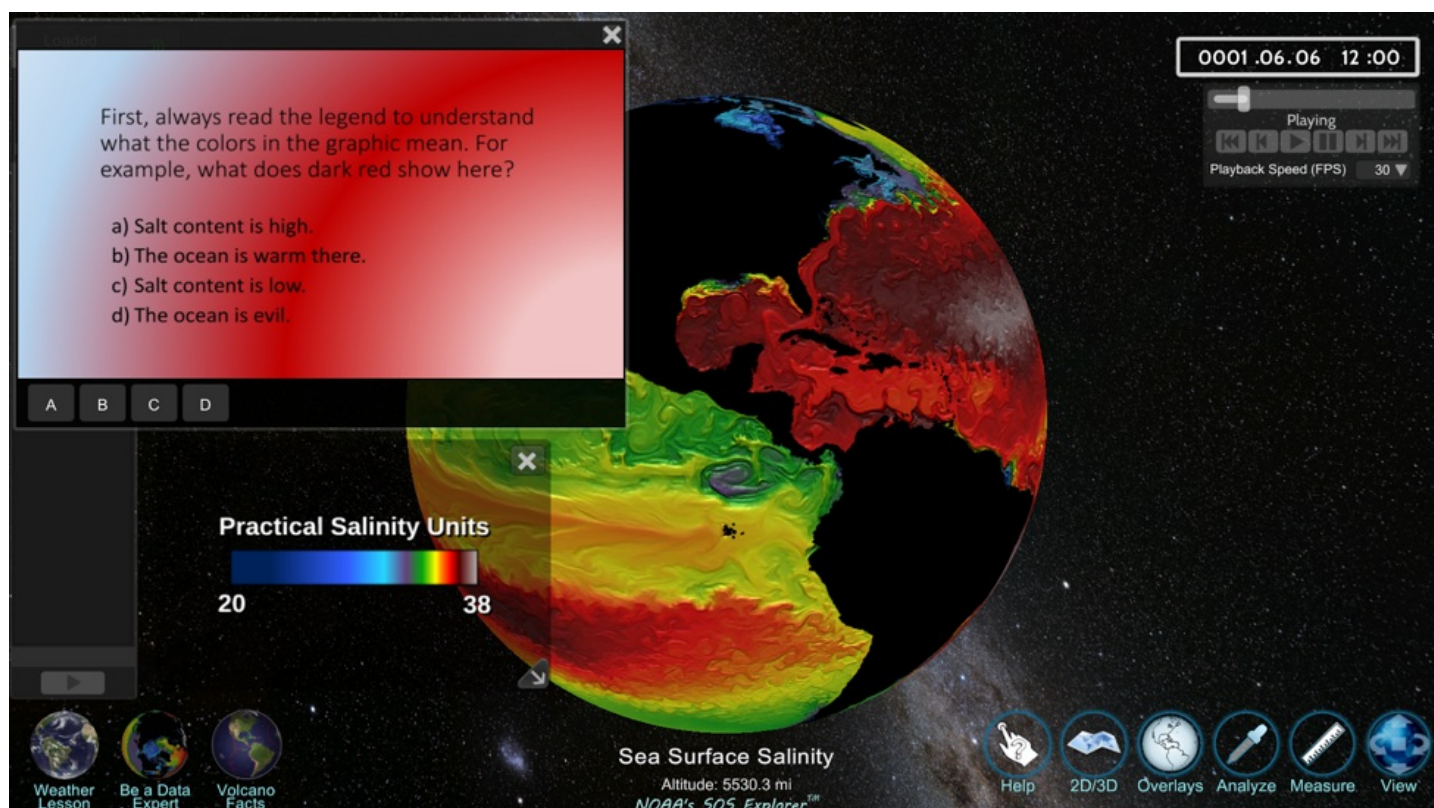 Loaded
First, always read the legend to understand
what the colors in the graphic mean. For
example, what does dark red show here?
a) Salt content is high.
b) The ocean is warm there.
c) Salt content is low.
d) The ocean is evil.
A B C D
0001 .06.06 12 :00
Playing
Playback Speed (FPS) 30
Practical Salinity Units
20 38
Sea Surface Salinity
Altitude: 5530.3 mi
NOAA's SOS Explorer™
Weather
Lesson
Be a Data
Expert
Volcano
Facts
Help 2D/3D Overlays Analyze Measure View